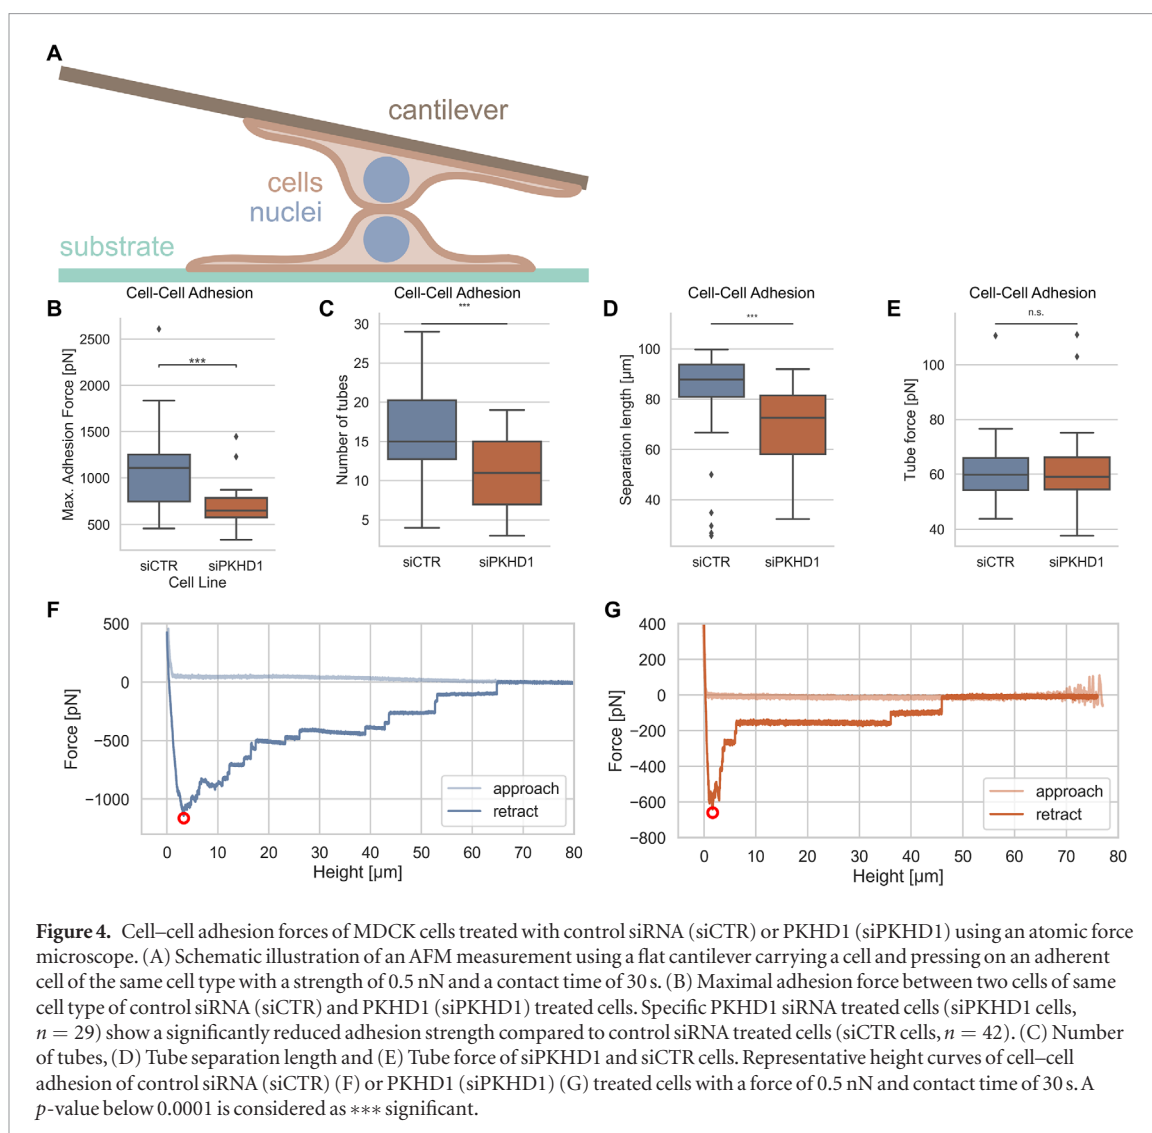 A
cantilever
cells
nuclei
substrate
B
Cell-Cell Adhesion
Max. Adhesion Force [pN]
2500
2000
1500
1000
500
***
siCTR
siPKHD1
Cell Line
C
Cell-Cell Adhesion
***
Number of tubes
30
25
20
15
10
5
siCTR
siPKHD1
D
Cell-Cell Adhesion
***
Separation length [µm]
100
80
60
40
siCTR
siPKHD1
E
Cell-Cell Adhesion
n.s.
Tube force [pN]
100
80
60
40
siCTR
siPKHD1
F
Force [pN]
500
0
−500
−1000
approach
retract
0 10 20 30 40 50 60 70 80
Height [µm]
G
Force [pN]
400
200
0
−200
−400
−600
−800
approach
retract
0 10 20 30 40 50 60 70 80
Height [µm]
Figure 4. Cell–cell adhesion forces of MDCK cells treated with control siRNA (siCTR) or PKHD1 (siPKHD1) using an atomic force
microscope. (A) Schematic illustration of an AFM measurement using a flat cantilever carrying a cell and pressing on an adherent
cell of the same cell type with a strength of 0.5 nN and a contact time of 30 s. (B) Maximal adhesion force between two cells of same
cell type of control siRNA (siCTR) and PKHD1 (siPKHD1) treated cells. Specific PKHD1 siRNA treated cells (siPKHD1 cells,
n = 29) show a significantly reduced adhesion strength compared to control siRNA treated cells (siCTR cells, n = 42). (C) Number
of tubes, (D) Tube separation length and (E) Tube force of siPKHD1 and siCTR cells. Representative height curves of cell–cell
adhesion of control siRNA (siCTR) (F) or PKHD1 (siPKHD1) (G) treated cells with a force of 0.5 nN and contact time of 30 s. A
p-value below 0.0001 is considered as ∗∗∗ significant.